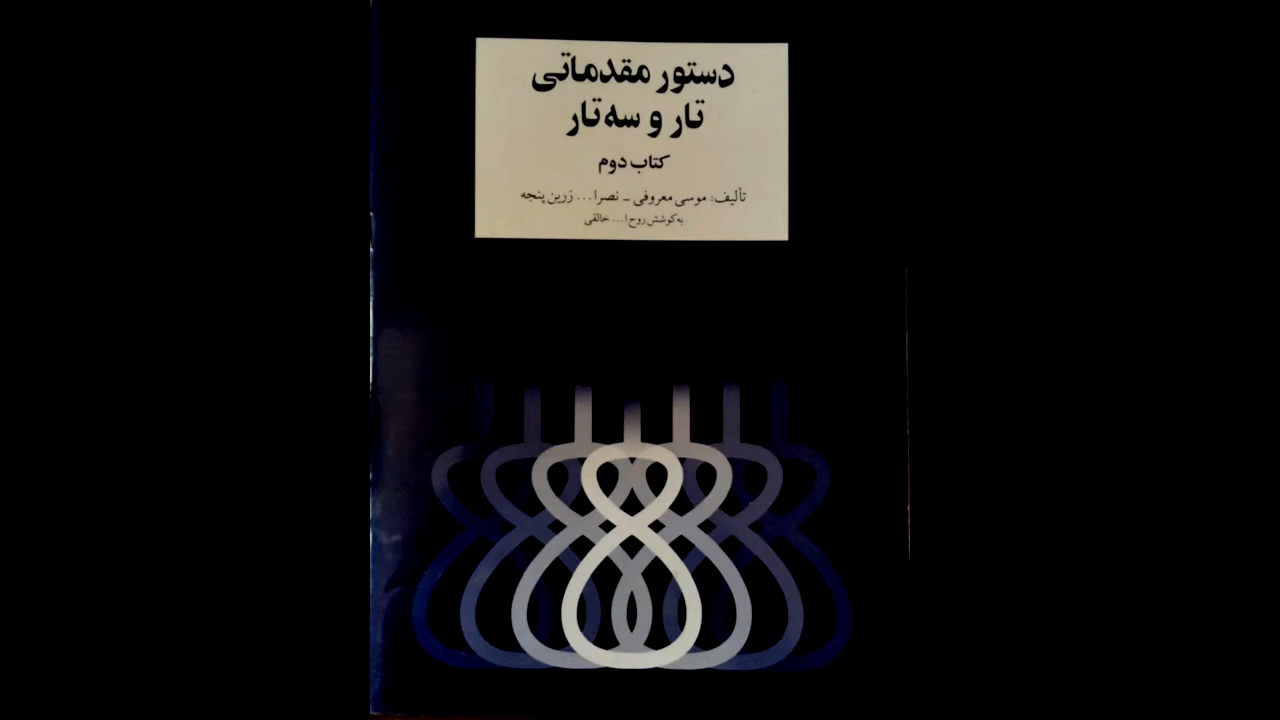 دستور مقدماتی
تار و سه‌تار
کتاب دوم
تألیف: موسی معروفی ـ نصرا... زرین پنجه
به‌کوشش روح ا... خالقی